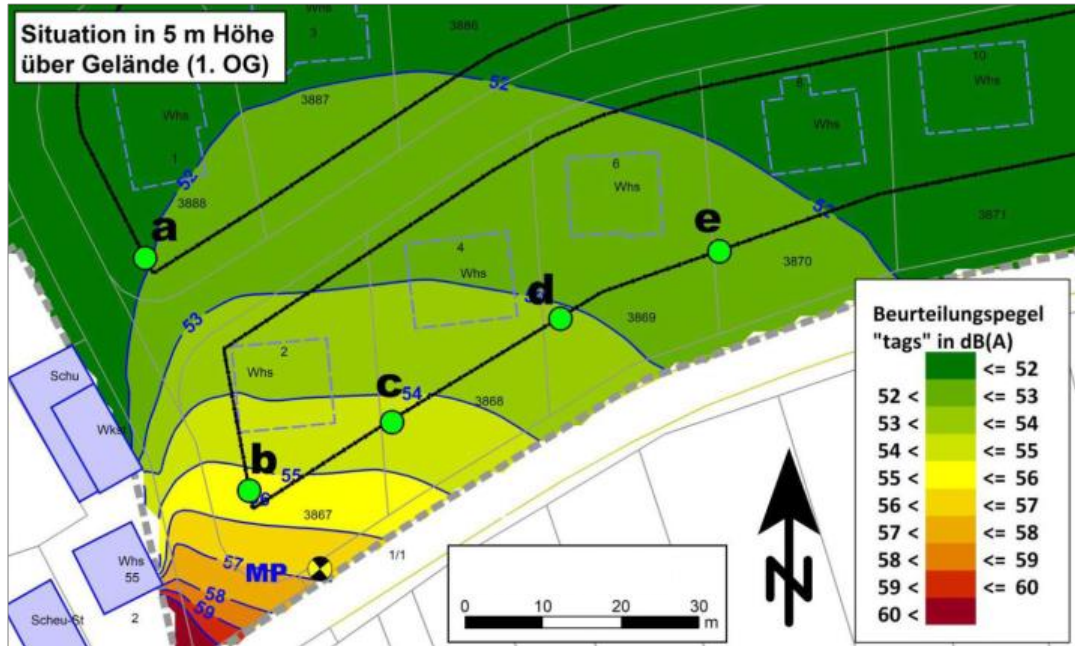 Situation in 5 m Höhe
über Gelände (1. OG)
3
3886
10
Whs
8
Whs
Whs
1
3887
52
52
3888
a
6
Whs
52
3871
e
3870
4
Whs
d
3869
53
53
2
Whs
c
54
3868
b
55
56
3867
Schu
Wkst
Whs
55
2
Scheu-St
57
MP
58
59
1/1
0 10 20 30
m
N
Beurteilungspegel
"tags" in dB(A)
<= 52
52 < <= 53
53 < <= 54
54 < <= 55
55 < <= 56
56 < <= 57
57 < <= 58
58 < <= 59
59 < <= 60
60 <